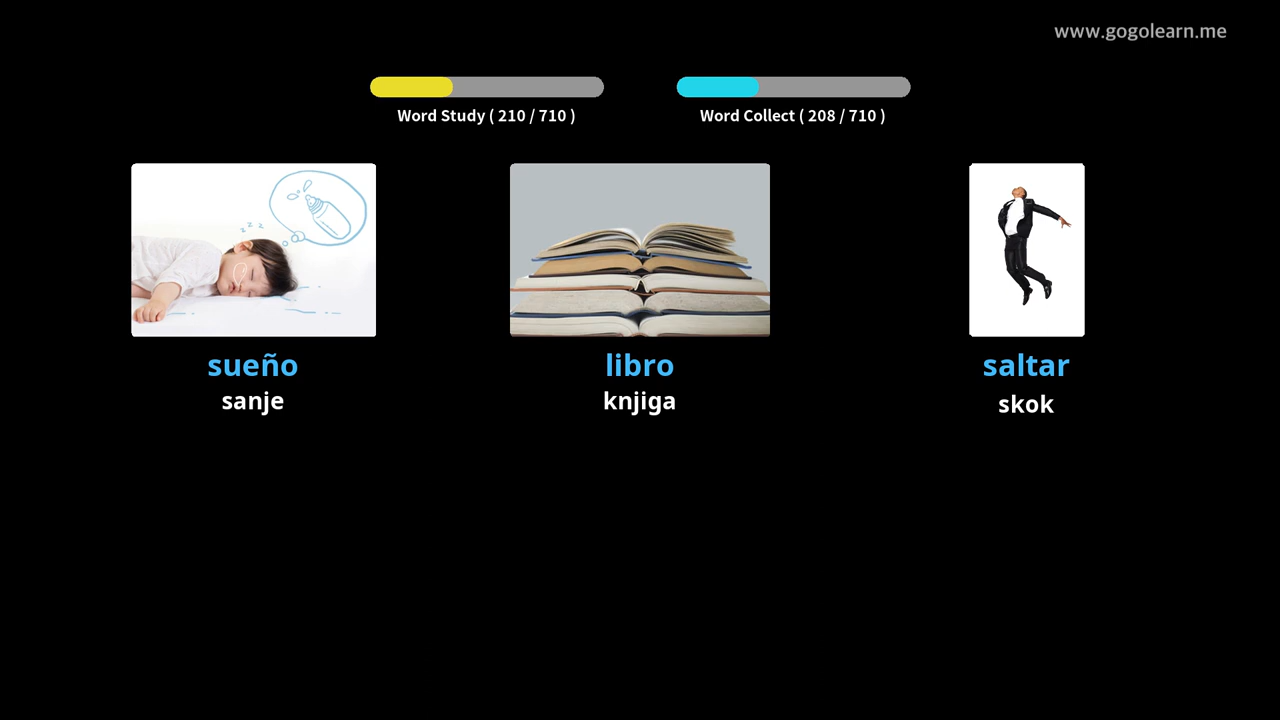 www.gogolearn.me
Word Study ( 210 / 710 )
Word Collect ( 208 / 710 )
z z z
sueño
sanje
libro
knjiga
saltar
skok